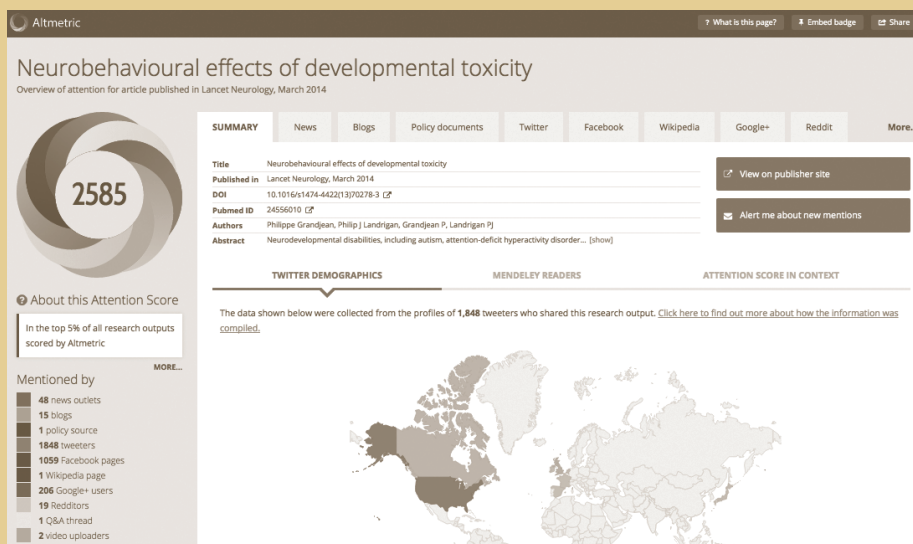 Altmetric
? What is this page?
Embed badge
Share
Neurobehavioural effects of developmental toxicity
Overview of attention for article published in Lancet Neurology, March 2014
2585
? About this Attention Score
In the top 5% of all research outputs
scored by Altmetric
MORE...
Mentioned by
48 news outlets
15 blogs
1 policy source
1848 tweeters
1059 Facebook pages
1 Wikipedia page
206 Google+ users
19 Redditors
1 Q&A thread
2 video uploaders
SUMMARY
News
Blogs
Policy documents
Twitter
Facebook
Wikipedia
Google+
Reddit
More.
Title Neurobehavioural effects of developmental toxicity
Published in Lancet Neurology, March 2014
DOI 10.1016/s1474-4422(13)70278-3
Pubmed ID 24556010
Authors Philippe Grandjean, Philip J Landrigan, Grandjean P, Landrigan PJ
Abstract Neurodevelopmental disabilities, including autism, attention-deficit hyperactivity disorder... [show]
View on publisher site
Alert me about new mentions
TWITTER DEMOGRAPHICS
MENDELEY READERS
ATTENTION SCORE IN CONTEXT
The data shown below were collected from the profiles of 1,848 tweeters who shared this research output. Click here to find out more about how the information was
compiled.